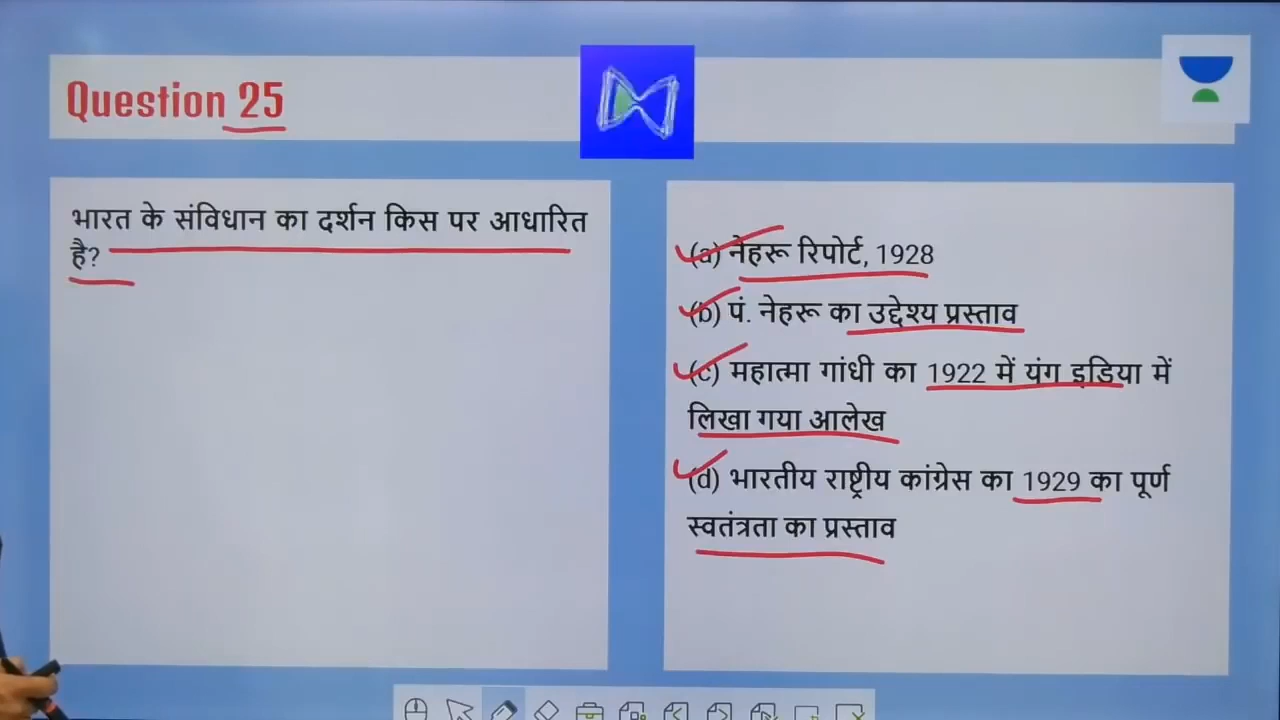 Question 25
भारत के संविधान का दर्शन किस पर आधारित
है?
(a) नेहरू रिपोर्ट, 1928
(b) पं. नेहरू का उद्देश्य प्रस्ताव
(c) महात्मा गांधी का 1922 में यंग इडिया में
लिखा गया आलेख
(d) भारतीय राष्ट्रीय कांग्रेस का 1929 का पूर्ण
स्वतंत्रता का प्रस्ताव